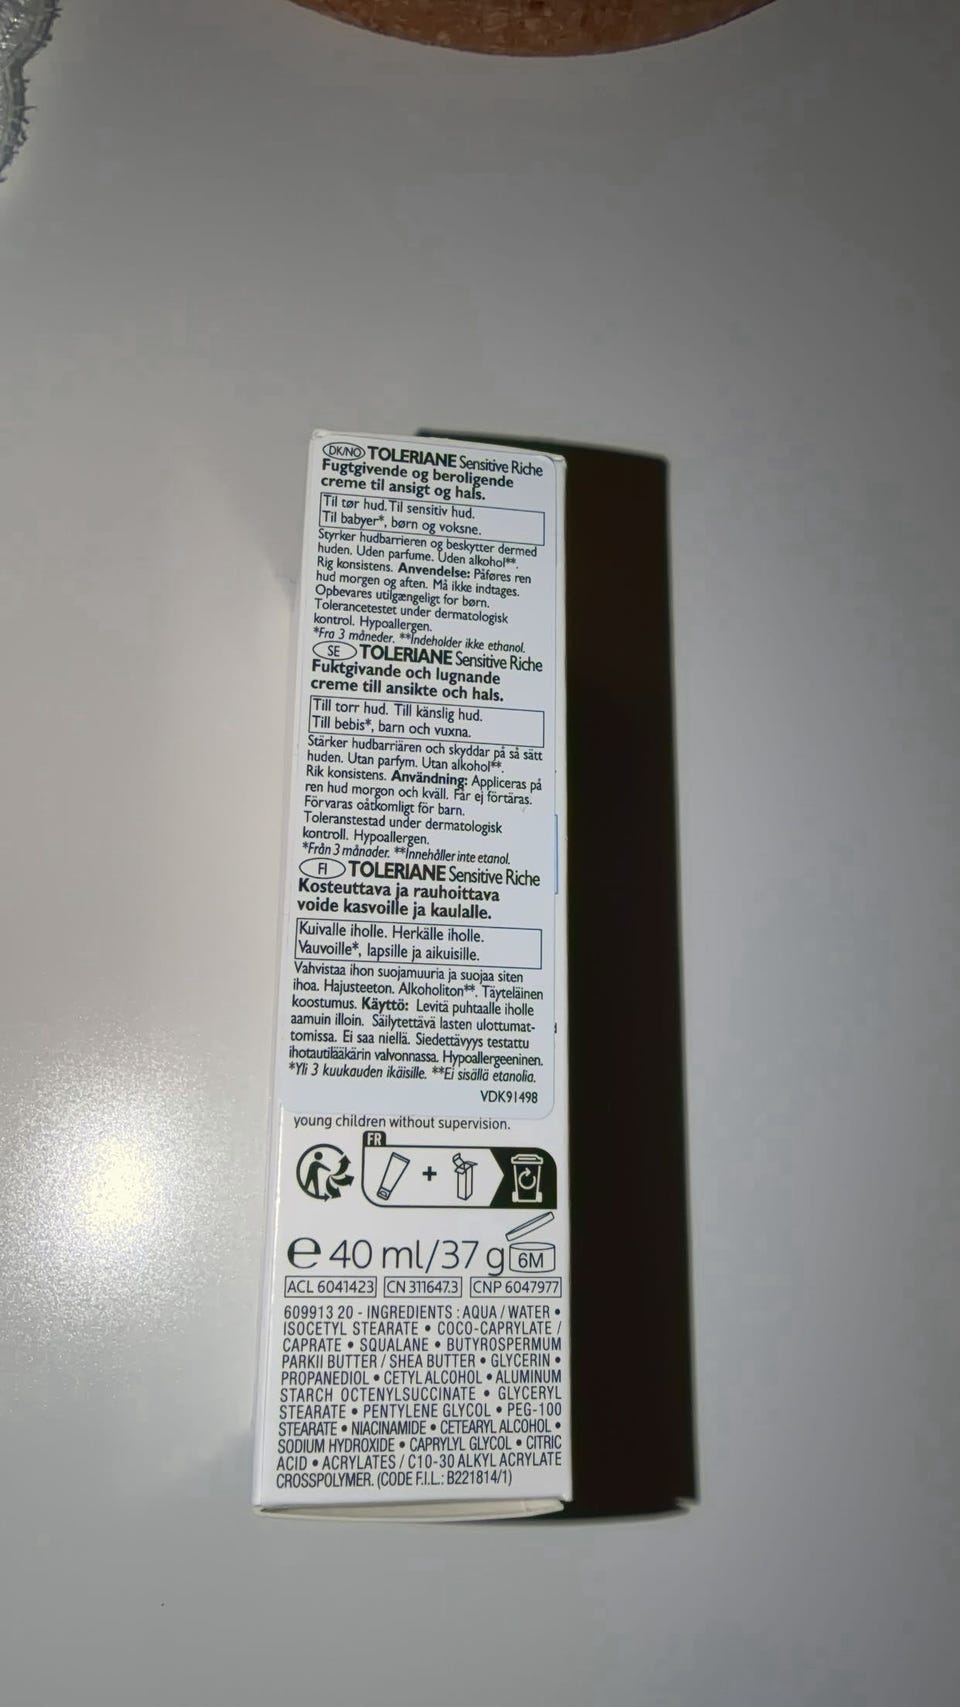 DK/NO TOLERIANE Sensitive Riche
Fugtgivende og beroligende
creme til ansigt og hals.
Til tør hud. Til sensitiv hud.
Til babyer*, børn og voksne.
Styrker hudbarrieren og beskytter dermed
huden. Uden parfume. Uden alkohol**.
Rig konsistens. Anvendelse: Påføres ren
hud morgen og aften. Må ikke indtages.
Opbevares utilgængeligt for børn.
Tolerancetestet under dermatologisk
kontrol. Hypoallergen.
*Fra 3 måneder. **Indeholder ikke ethanol.
SE TOLERIANE Sensitive Riche
Fuktgivande och lugnande
creme till ansikte och hals.
Till torr hud. Till känslig hud.
Till bebis*, barn och vuxna.
Stärker hudbarriären och skyddar på så sätt
huden. Utan parfym. Utan alkohol**.
Rik konsistens. Användning: Appliceras på
ren hud morgon och kväll. Får ej förtäras.
Förvaras oåtkomligt för barn.
Toleranstestad under dermatologisk
kontroll. Hypoallergen.
*Från 3 månader. **Innehåller inte etanol.
FI TOLERIANE Sensitive Riche
Kosteuttava ja rauhoittava
voide kasvoille ja kaulalle.
Kuivalle iholle. Herkälle iholle.
Vauvoille*, lapsille ja aikuisille.
Vahvistaa ihon suojamuuria ja suojaa siten
ihoa. Hajusteeton. Alkoholiton**. Täyteläinen
koostumus. Käyttö: Levitä puhtaalle iholle
aamuin illoin. Säilytettävä lasten ulottumat-
tomissa. Ei saa niellä. Siedettävyys testattu
ihotautilääkärin valvonnassa. Hypoallergeeninen.
*Yli 3 kuukauden ikäisille. **Ei sisällä etanolia.
VDK91498
young children without supervision.
FR
+
e 40 ml/37 g 6M
ACL 6041423 CN 311647.3 CNP 6047977
609913 20 - INGREDIENTS : AQUA / WATER •
ISOCETYL STEARATE • COCO-CAPRYLATE /
CAPRATE • SQUALANE • BUTYROSPERMUM
PARKII BUTTER / SHEA BUTTER • GLYCERIN •
PROPANEDIOL • CETYL ALCOHOL • ALUMINUM
STARCH OCTENYLSUCCINATE • GLYCERYL
STEARATE • PENTYLENE GLYCOL • PEG-100
STEARATE • NIACINAMIDE • CETEARYL ALCOHOL •
SODIUM HYDROXIDE • CAPRYLYL GLYCOL • CITRIC
ACID • ACRYLATES / C10-30 ALKYL ACRYLATE
CROSSPOLYMER. (CODE F.I.L.: B221814/1)